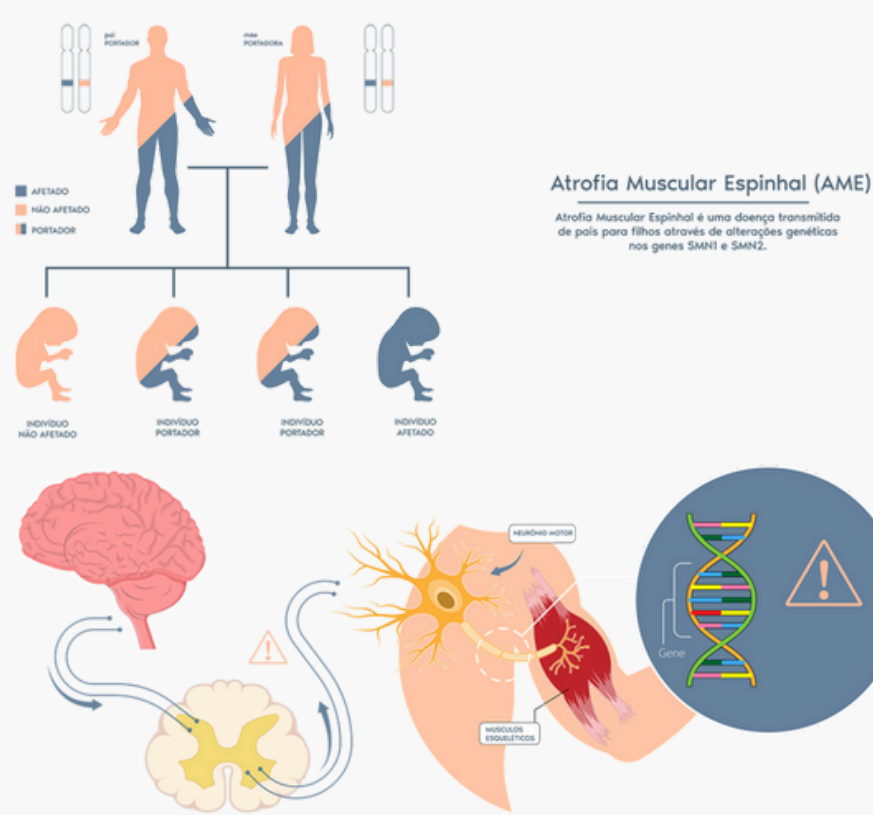 pai
PORTADOR
mãe
PORTADORA
AFETADO
NÃO AFETADO
PORTADOR
Atrofia Muscular Espinhal (AME)
Atrofia Muscular Espinhal é uma doença transmitida
de pais para filhos através de alterações genéticas
nos genes SMN1 e SMN2.
INDIVÍDUO
NÃO AFETADO
INDIVÍDUO
PORTADOR
INDIVÍDUO
PORTADOR
INDIVÍDUO
AFETADO
NEURÓNIO MOTOR
Gene
MUSCULOS
ESQUELÉTICOS